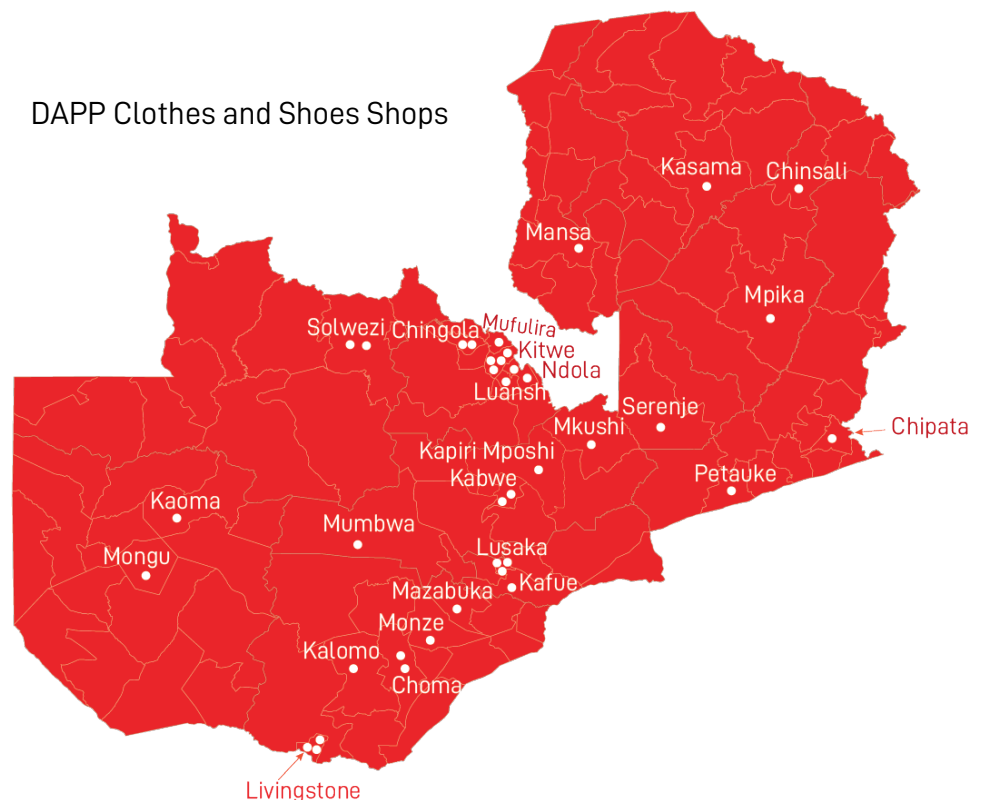 DAPP Clothes and Shoes Shops
Kasama
Chinsali
Mansa
Mpika
Solwezi
Chingola
Mufulira
Kitwe
Ndola
Luansh
Serenje
Mkushi
Chipata
Kapiri Mposhi
Petauke
Kabwe
Kaoma
Mumbwa
Lusaka
Mongu
Kafue
Mazabuka
Monze
Kalomo
Choma
Livingstone